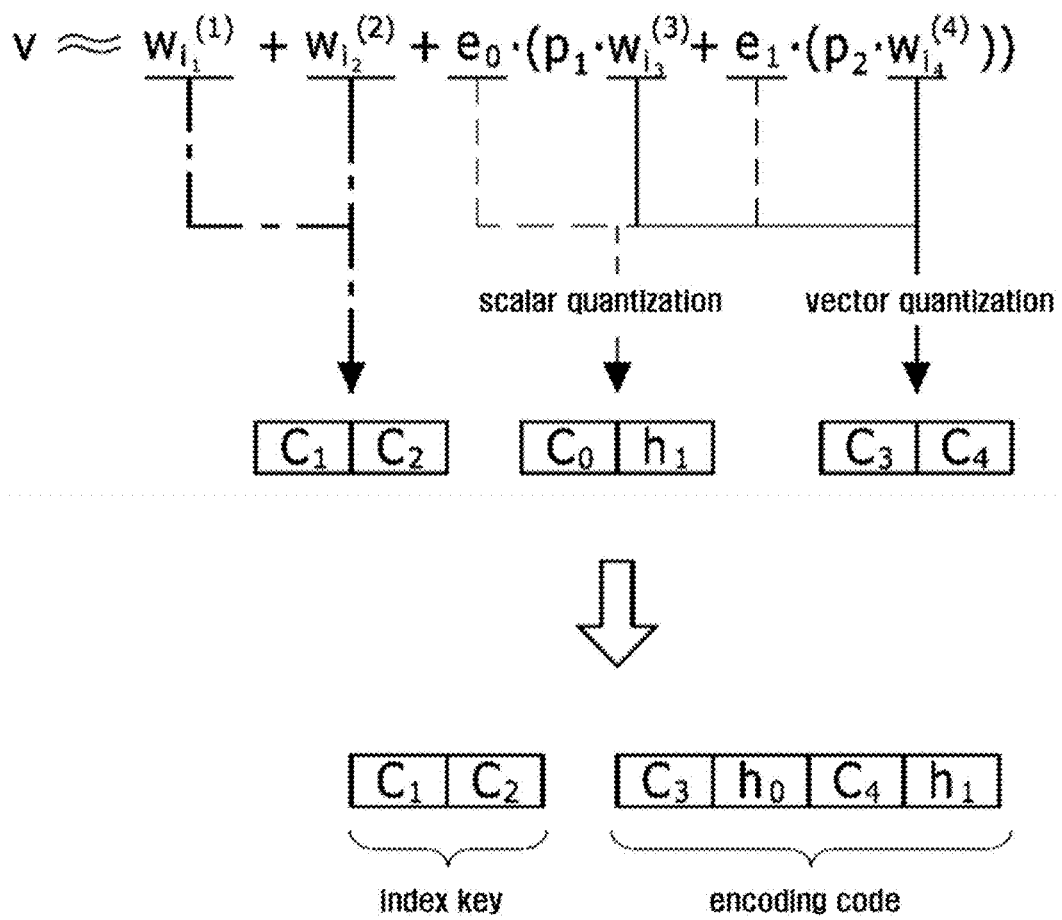 v ≈ w_{i_1}^{(1)} + w_{i_2}^{(2)} + e_0·(p_1·w_{i_3}^{(3)} + e_1·(p_2·w_{i_4}^{(4)}))
scalar quantization vector quantization
C_1 C_2 C_0 h_1 C_3 C_4
C_1 C_2 C_3 h_0 C_4 h_1
index key encoding code